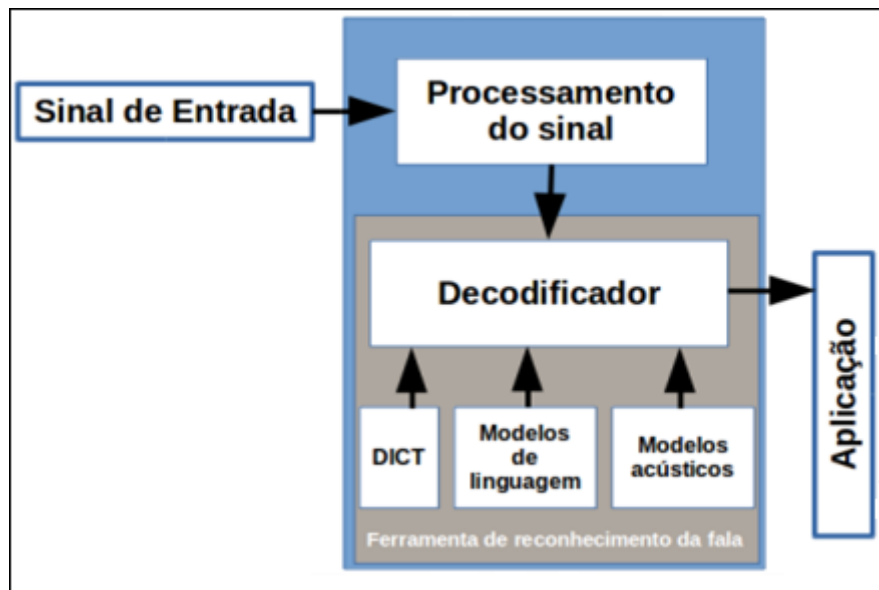 Sinal de Entrada
Processamento
do sinal
Decodificador
DICT
Modelos
de
linguagem
Modelos
acústicos
Ferramenta de reconhecimento da fala
Aplicação